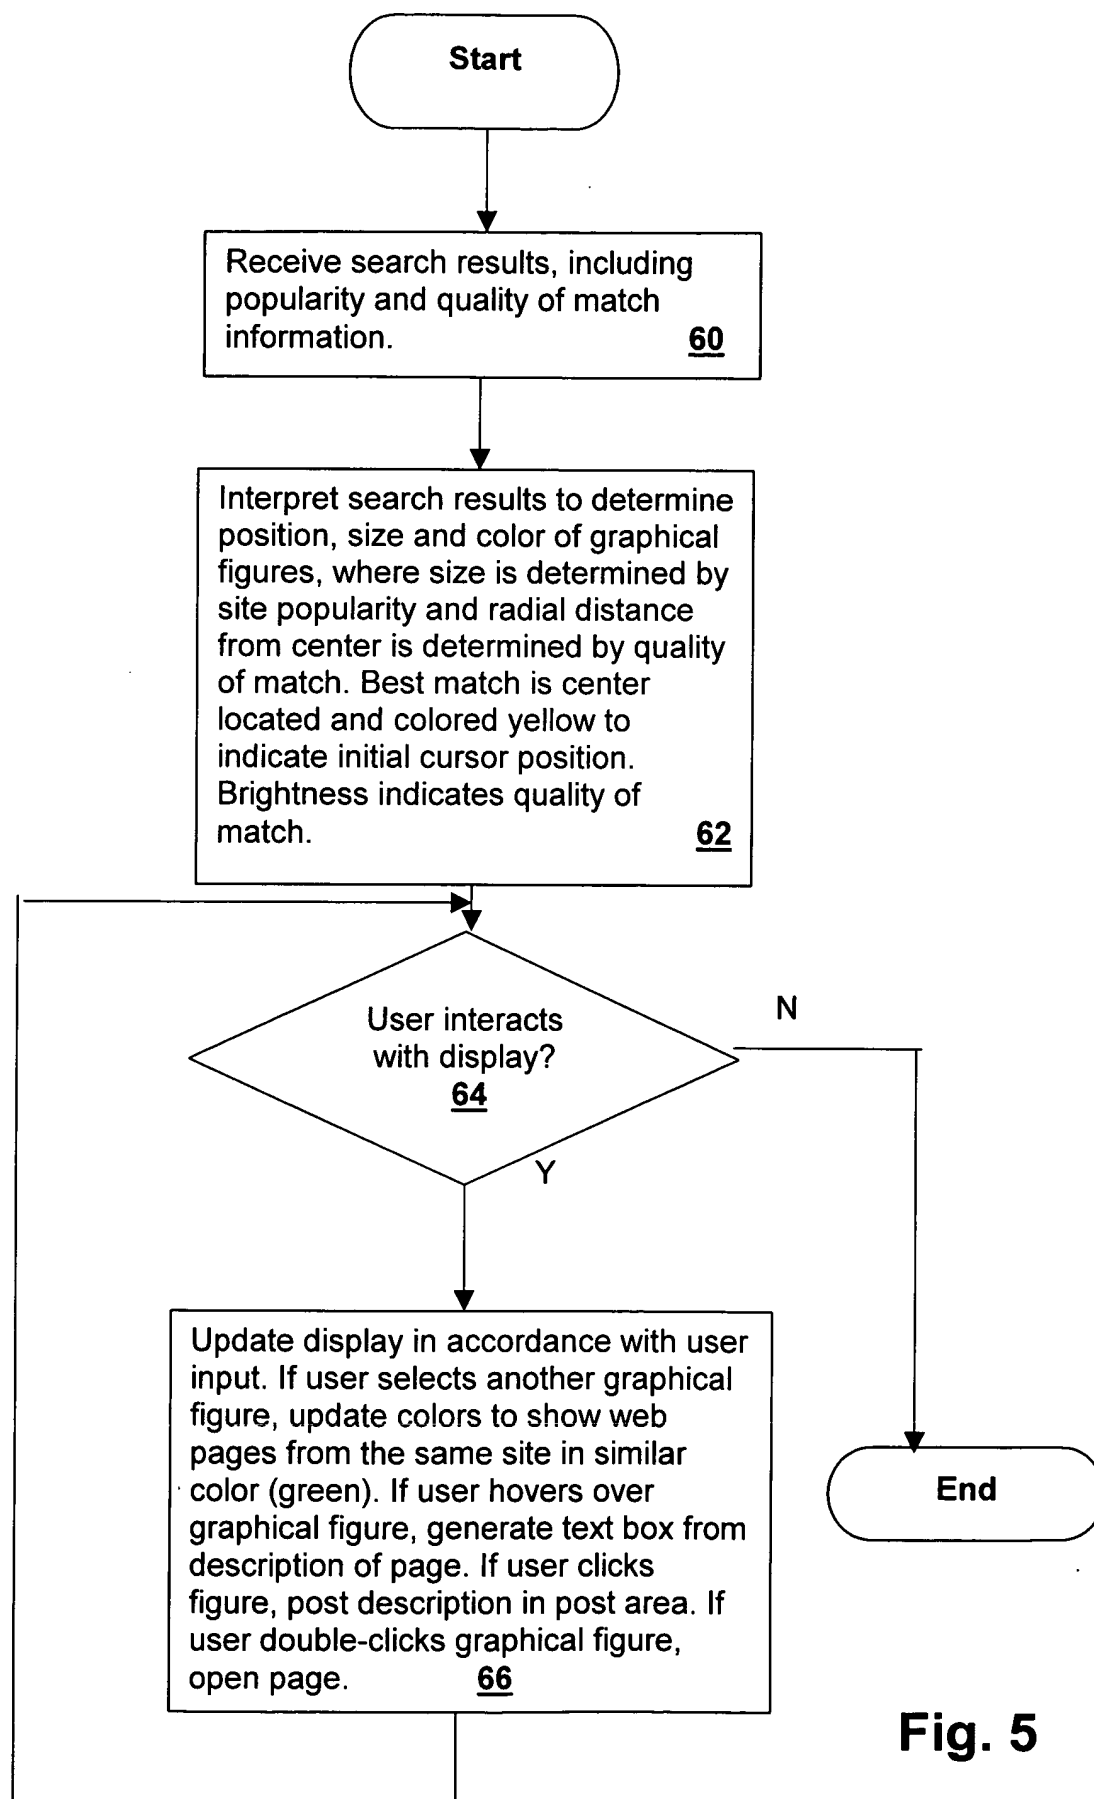 Start
Receive search results, including
popularity and quality of match
information. 60
Interpret search results to determine
position, size and color of graphical
figures, where size is determined by
site popularity and radial distance
from center is determined by quality
of match. Best match is center
located and colored yellow to
indicate initial cursor position.
Brightness indicates quality of
match. 62
User interacts
with display?
64
N
Y
Update display in accordance with user
input. If user selects another graphical
figure, update colors to show web
pages from the same site in similar
color (green). If user hovers over
graphical figure, generate text box from
description of page. If user clicks
figure, post description in post area. If
user double-clicks graphical figure,
open page. 66
End
Fig. 5